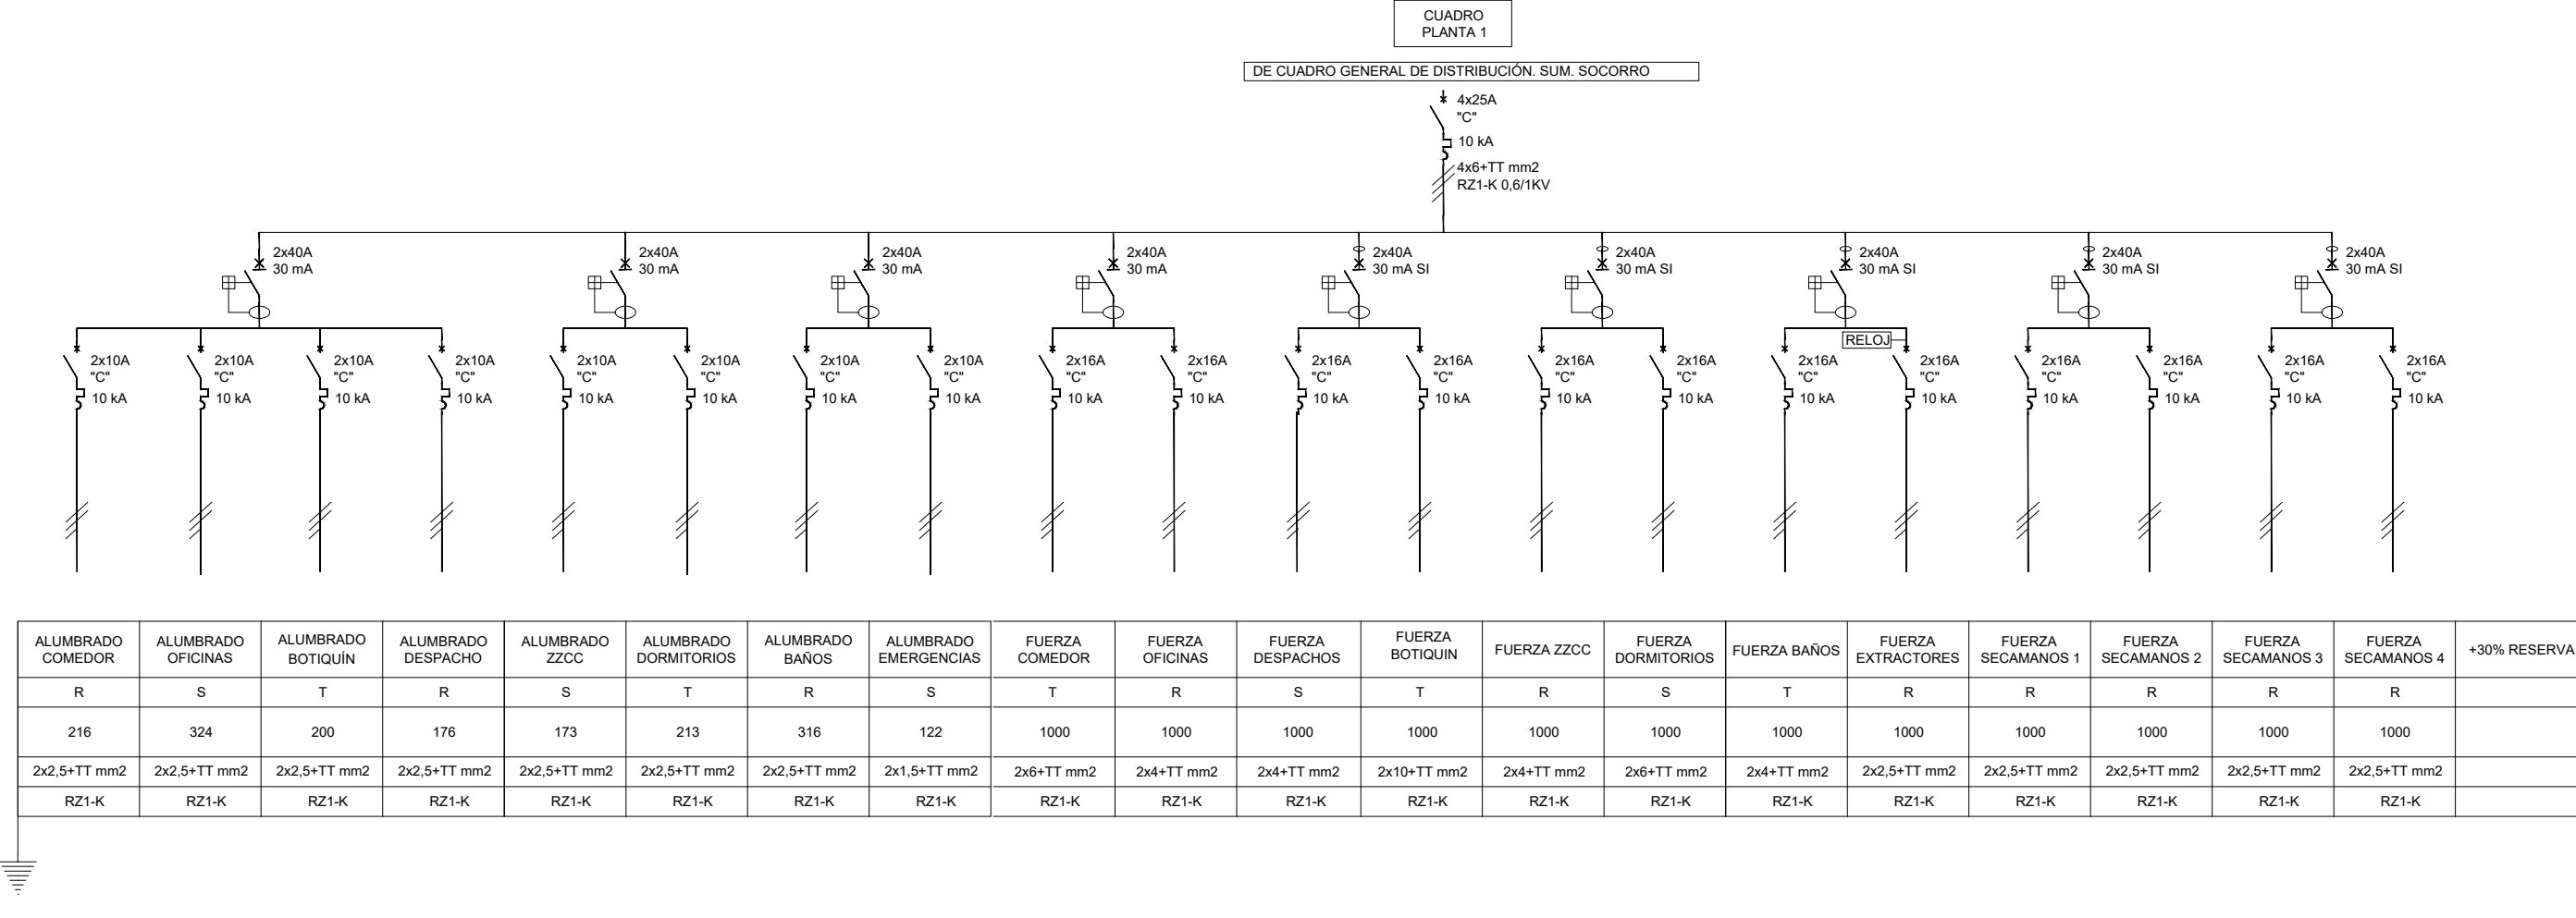 CUADRO
PLANTA 1
DE CUADRO GENERAL DE DISTRIBUCIÓN. SUM. SOCORRO
4x25A
"C"
10 kA
4x6+TT mm2
RZ1-K 0,6/1KV
2x40A 2x40A 2x40A 2x40A 2x40A 2x40A 2x40A 2x40A 2x40A
30 mA 30 mA 30 mA 30 mA 30 mA SI 30 mA SI 30 mA SI 30 mA SI 30 mA SI
RELOJ
2x10A 2x10A 2x10A 2x10A 2x10A 2x10A 2x10A 2x10A 2x16A 2x16A 2x16A 2x16A 2x16A 2x16A 2x16A 2x16A 2x16A 2x16A 2x16A 2x16A
"C" "C" "C" "C" "C" "C" "C" "C" "C" "C" "C" "C" "C" "C" "C" "C" "C" "C" "C" "C"
10 kA 10 kA 10 kA 10 kA 10 kA 10 kA 10 kA 10 kA 10 kA 10 kA 10 kA 10 kA 10 kA 10 kA 10 kA 10 kA 10 kA 10 kA 10 kA 10 kA
ALUMBRADO ALUMBRADO ALUMBRADO ALUMBRADO ALUMBRADO ALUMBRADO ALUMBRADO ALUMBRADO FUERZA FUERZA FUERZA FUERZA FUERZA ZZCC FUERZA FUERZA BAÑOS FUERZA FUERZA FUERZA FUERZA FUERZA +30% RESERVA
COMEDOR OFICINAS BOTIQUÍN DESPACHO ZZCC DORMITORIOS BAÑOS EMERGENCIAS COMEDOR OFICINAS DESPACHOS BOTIQUIN DORMITORIOS EXTRACTORES SECAMANOS 1 SECAMANOS 2 SECAMANOS 3 SECAMANOS 4
R S T R S T R S T R S T R S T R R R R R
216 324 200 176 173 213 316 122 1000 1000 1000 1000 1000 1000 1000 1000 1000 1000 1000 1000
2x2,5+TT mm2 2x2,5+TT mm2 2x2,5+TT mm2 2x2,5+TT mm2 2x2,5+TT mm2 2x2,5+TT mm2 2x2,5+TT mm2 2x1,5+TT mm2 2x6+TT mm2 2x4+TT mm2 2x4+TT mm2 2x10+TT mm2 2x4+TT mm2 2x6+TT mm2 2x4+TT mm2 2x2,5+TT mm2 2x2,5+TT mm2 2x2,5+TT mm2 2x2,5+TT mm2 2x2,5+TT mm2
RZ1-K RZ1-K RZ1-K RZ1-K RZ1-K RZ1-K RZ1-K RZ1-K RZ1-K RZ1-K RZ1-K RZ1-K RZ1-K RZ1-K RZ1-K RZ1-K RZ1-K RZ1-K RZ1-K RZ1-K